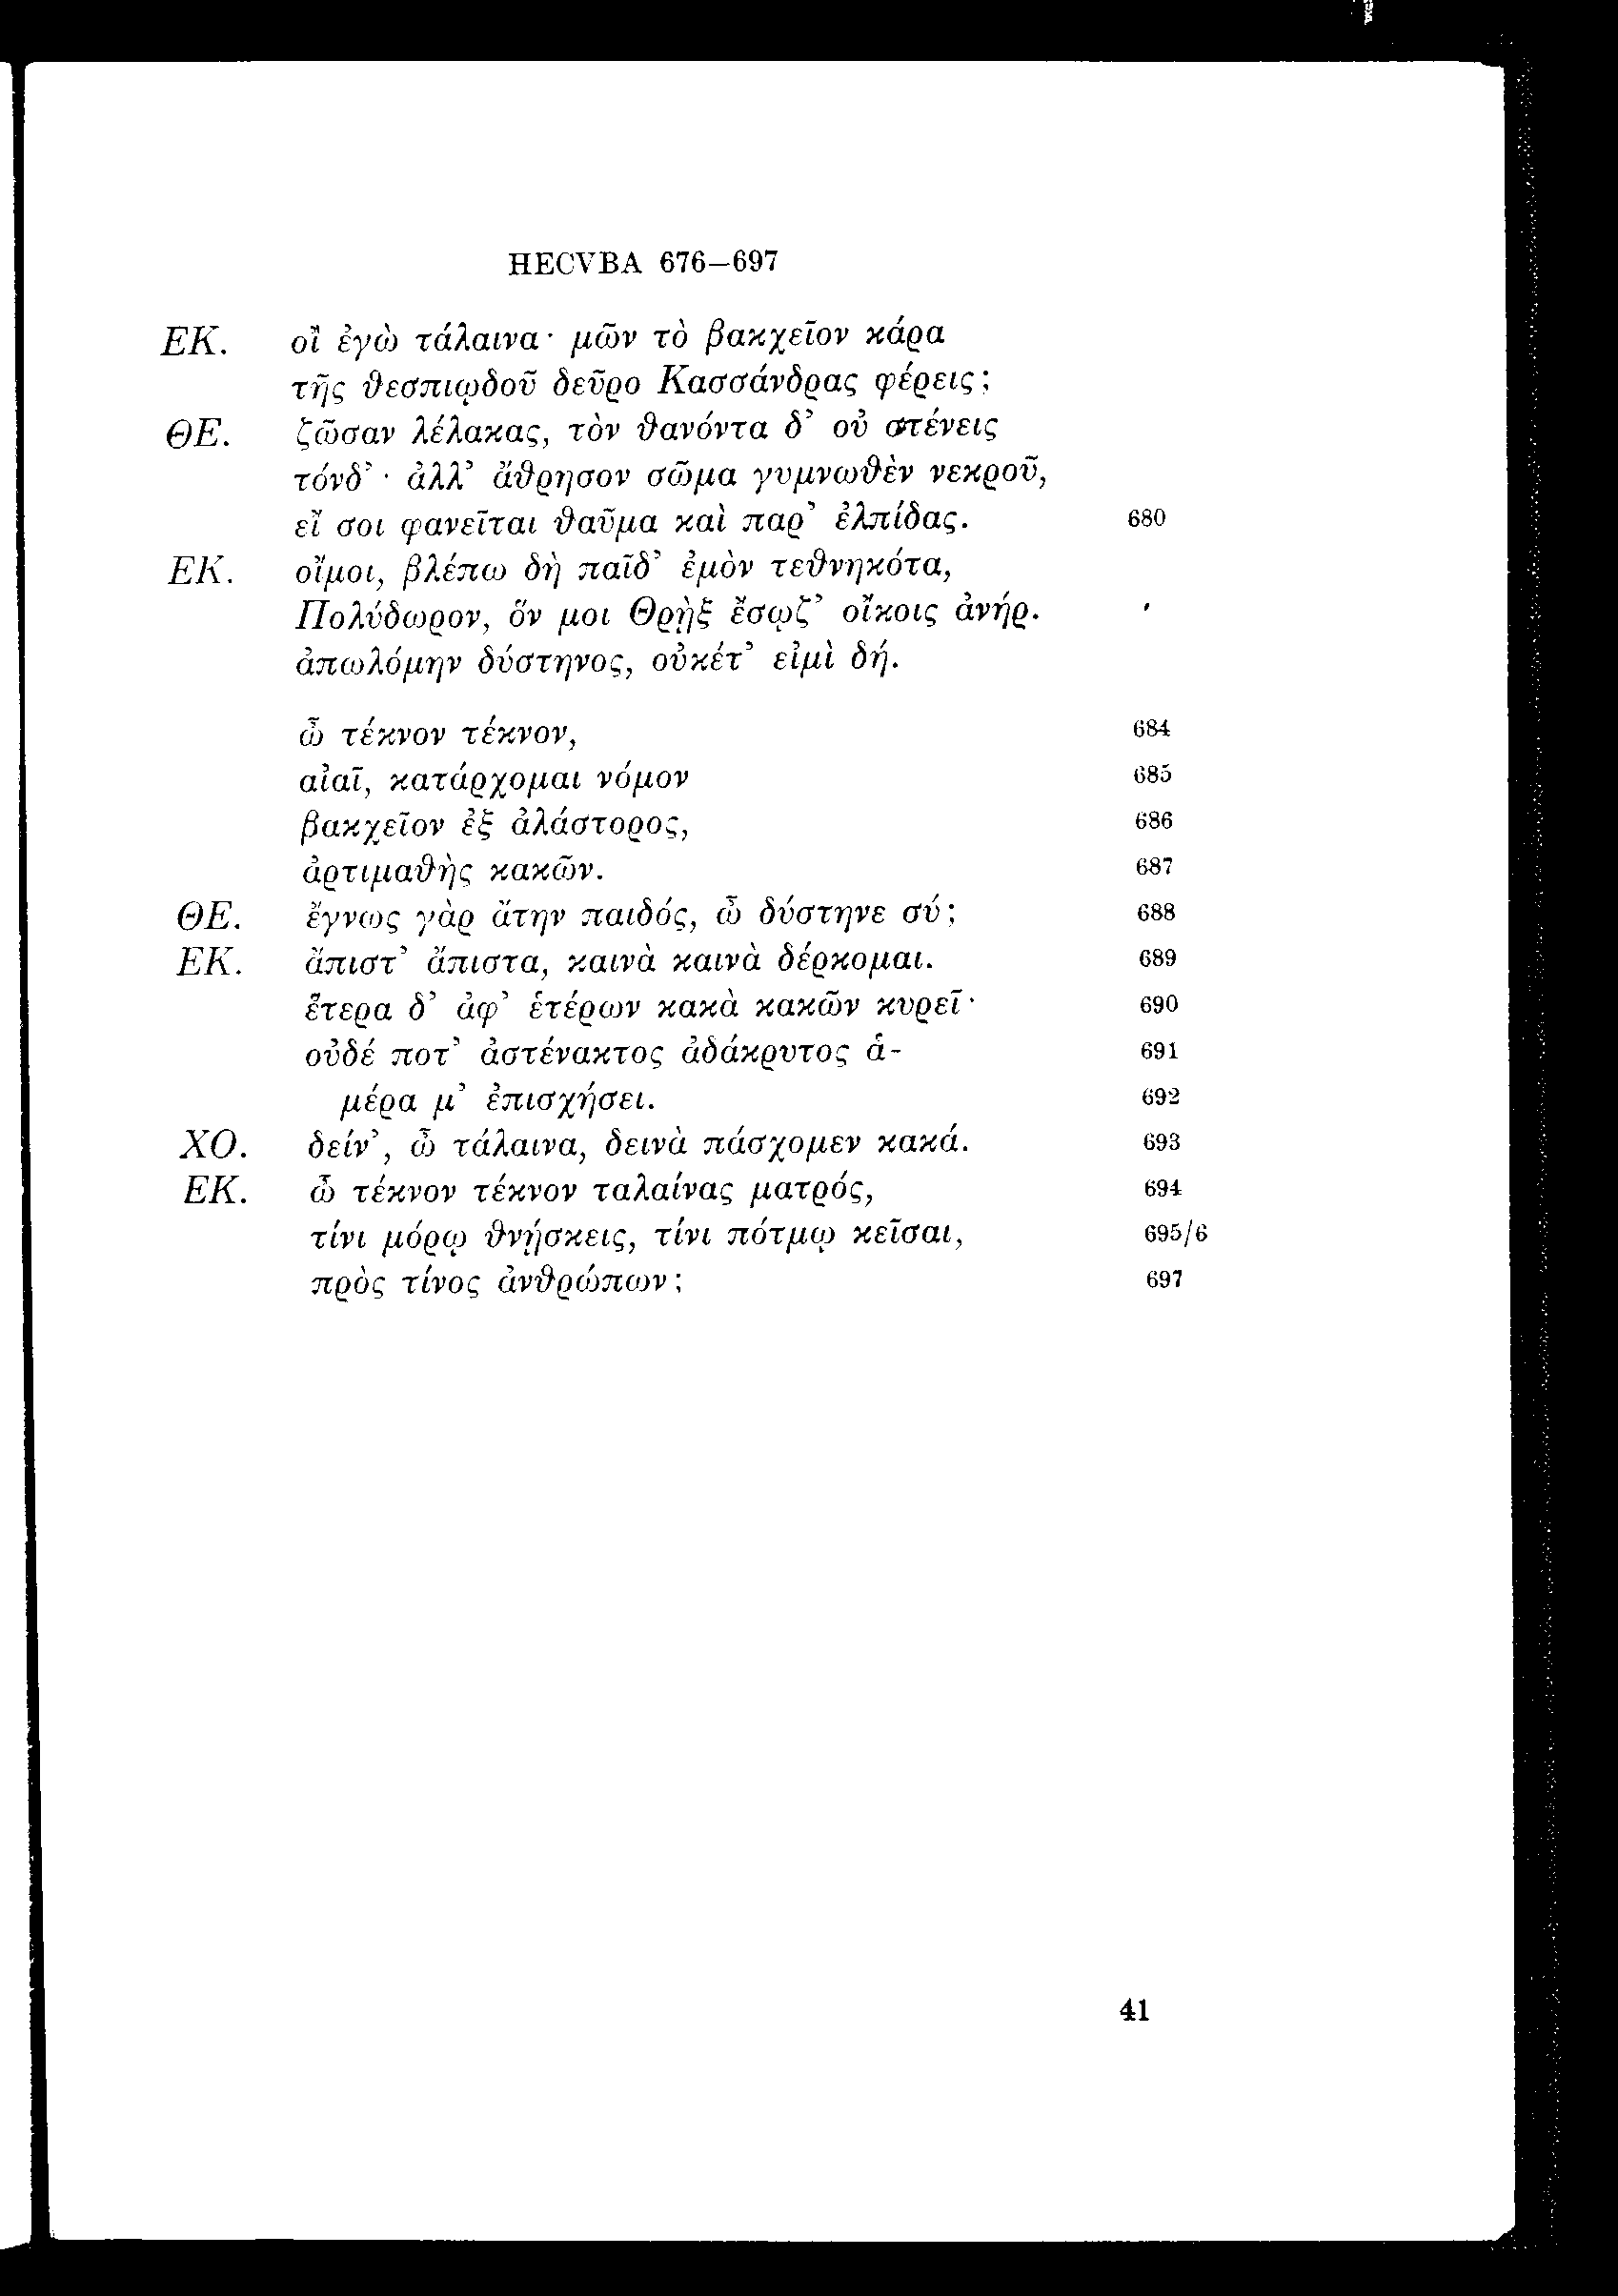 HECVBA 676–697
ΕΚ. οἲ ἐγὼ τάλαινα· μῶν τὸ βακχεῖον κάρα
τῆς θεσπιῳδοῦ δεῦρο Κασσάνδρας φέρεις;
ΘΕ. ζῶσαν λέλακας, τὸν θανόντα δ’ οὐ στένεις
τόνδ’· ἀλλ’ ἄθρησον σῶμα γυμνωθὲν νεκροῦ,
εἴ σοι φανεῖται θαῦμα καὶ παρ’ ἐλπίδας. 680
ΕΚ. οἴμοι, βλέπω δὴ παῖδ’ ἐμὸν τεθνηκότα,
Πολύδωρον, ὅν μοι Θρῂξ ἔσῳζ’ οἴκοις ἀνήρ.
ἀπωλόμην δύστηνος, οὐκέτ’ εἰμὶ δή.
ὦ τέκνον τέκνον, 684
αἰαῖ, κατάρχομαι νόμον 685
βακχεῖον ἐξ ἀλάστορος, 686
ἀρτιμαθὴς κακῶν. 687
ΘΕ. ἔγνως γὰρ ἄτην παιδός, ὦ δύστηνε σύ; 688
ΕΚ. ἄπιστ’ ἄπιστα, καινὰ καινὰ δέρκομαι. 689
ἕτερα δ’ ἀφ’ ἑτέρων κακὰ κακῶν κυρεῖ· 690
οὐδέ ποτ’ ἀστένακτος ἀδάκρυτος ἁ- 691
μέρα μ’ ἐπισχήσει. 692
ΧΟ. δείν’, ὦ τάλαινα, δεινὰ πάσχομεν κακά. 693
ΕΚ. ὦ τέκνον τέκνον ταλαίνας ματρός, 694
τίνι μόρῳ θνῄσκεις, τίνι πότμῳ κεῖσαι, 695/6
πρὸς τίνος ἀνθρώπων; 697
41